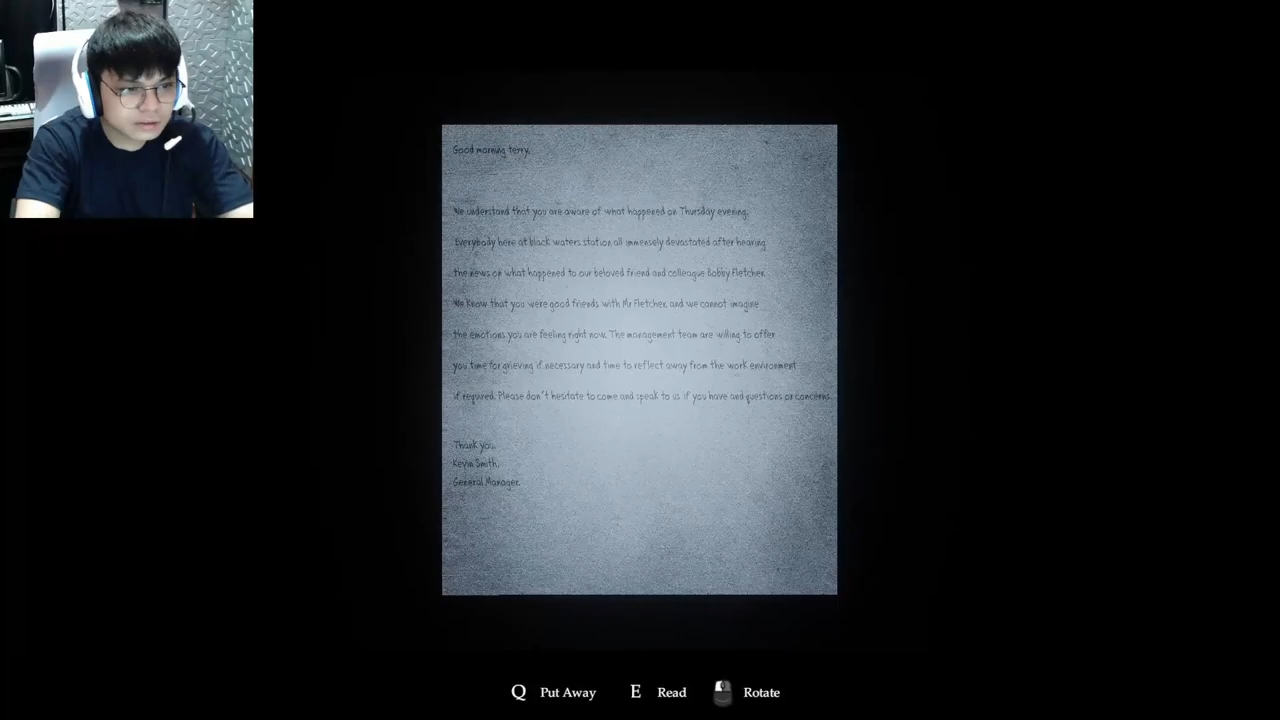 Good morning terry,
We understand that you are aware of what happened on Thursday evening.
Everybody here at black waters station all immensely devastated after hearing
the news on what happened to our beloved friend and colleague Bobby Fletcher.
We Know that you were good friends with Mr Fletcher, and we cannot imagine
the emotions you are feeling right now. The management team are willing to offer
you time for grieving if necessary and time to reflect away from the work environment
if required. Please don't hesitate to come and speak to us if you have and questions or concerns.
Thank you,
Kevin Smith,
General Manager.
Q Put Away E Read Rotate